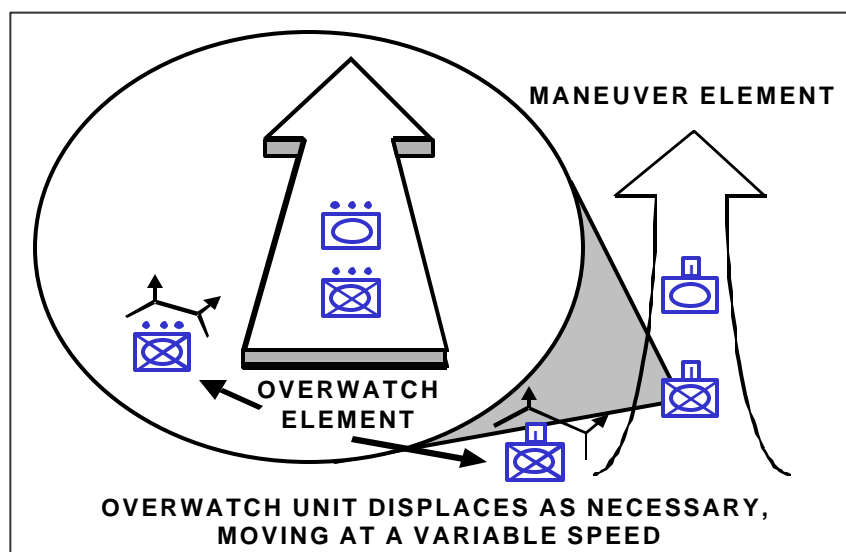 MANEUVER ELEMENT
OVERWATCH
ELEMENT
OVERWATCH UNIT DISPLACES AS NECESSARY,
MOVING AT A VARIABLE SPEED